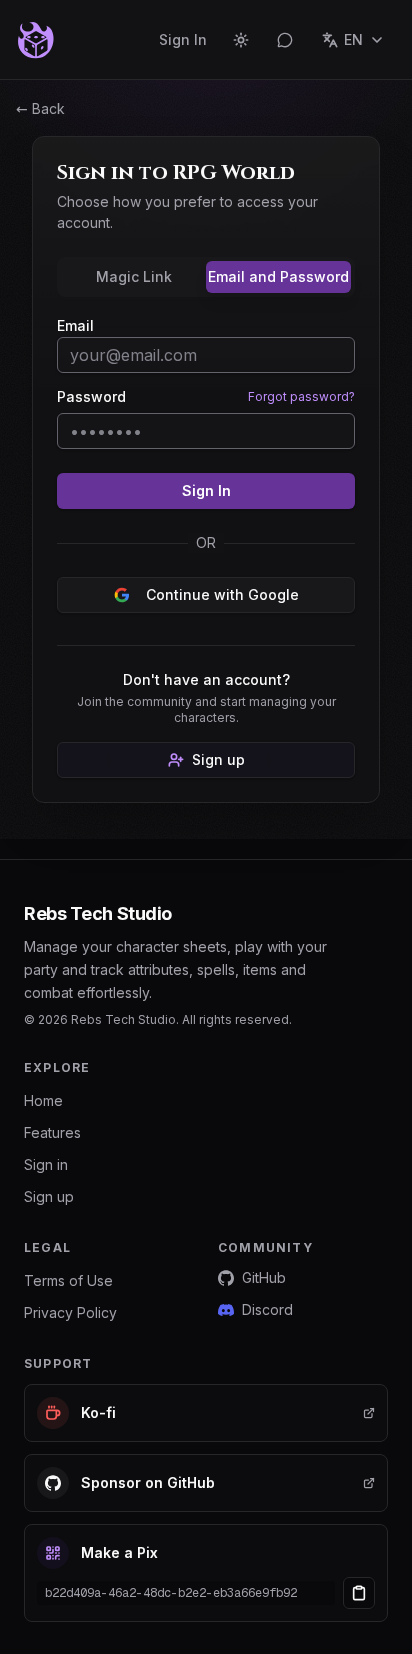 Sign In
EN
← Back
Sign in to RPG World
Choose how you prefer to access your
account.
Magic Link
Email and Password
Email
your@email.com
Password
Forgot password?
••••••••
Sign In
OR
Continue with Google
Don't have an account?
Join the community and start managing your
characters.
Sign up
Rebs Tech Studio
Manage your character sheets, play with your
party and track attributes, spells, items and
combat effortlessly.
© 2026 Rebs Tech Studio. All rights reserved.
EXPLORE
Home
Features
Sign in
Sign up
LEGAL
Terms of Use
Privacy Policy
COMMUNITY
GitHub
Discord
SUPPORT
Ko-fi
Sponsor on GitHub
Make a Pix
b22d409a-46a2-48dc-b2e2-eb3a66e9fb92